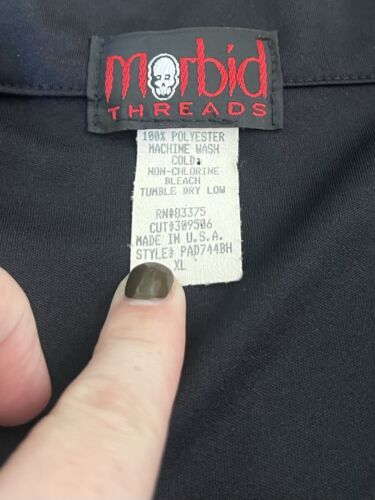 morbid
THREADS
100% POLYESTER
MACHINE WASH
COLD.
NON-CHLORINE
BLEACH
TUMBLE DRY LOW
RN#83375
CUT#309506
MADE IN U.S.A.
STYLE# PAD744BH
XL